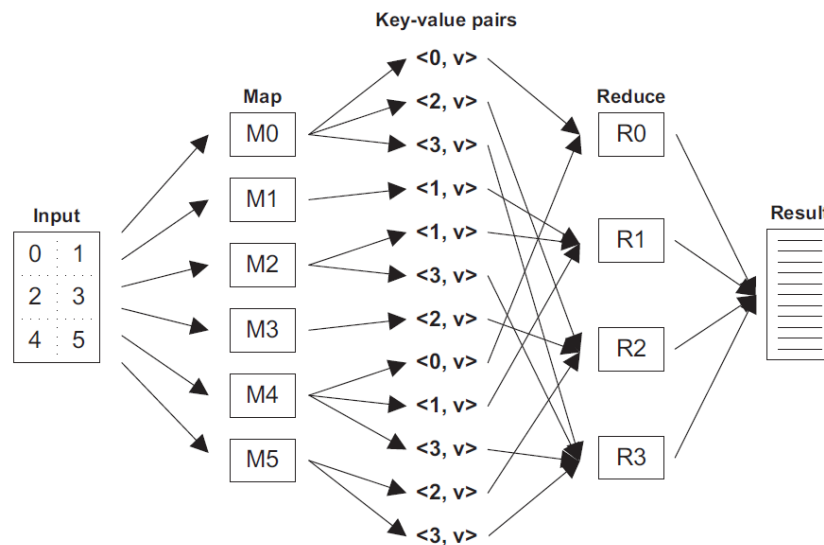 Key-value pairs
Map
Reduce
Input
Result
0 1
2 3
4 5
M0
M1
M2
M3
M4
M5
<0, v>
<2, v>
<3, v>
<1, v>
<1, v>
<3, v>
<2, v>
<0, v>
<1, v>
<3, v>
<2, v>
<3, v>
R0
R1
R2
R3